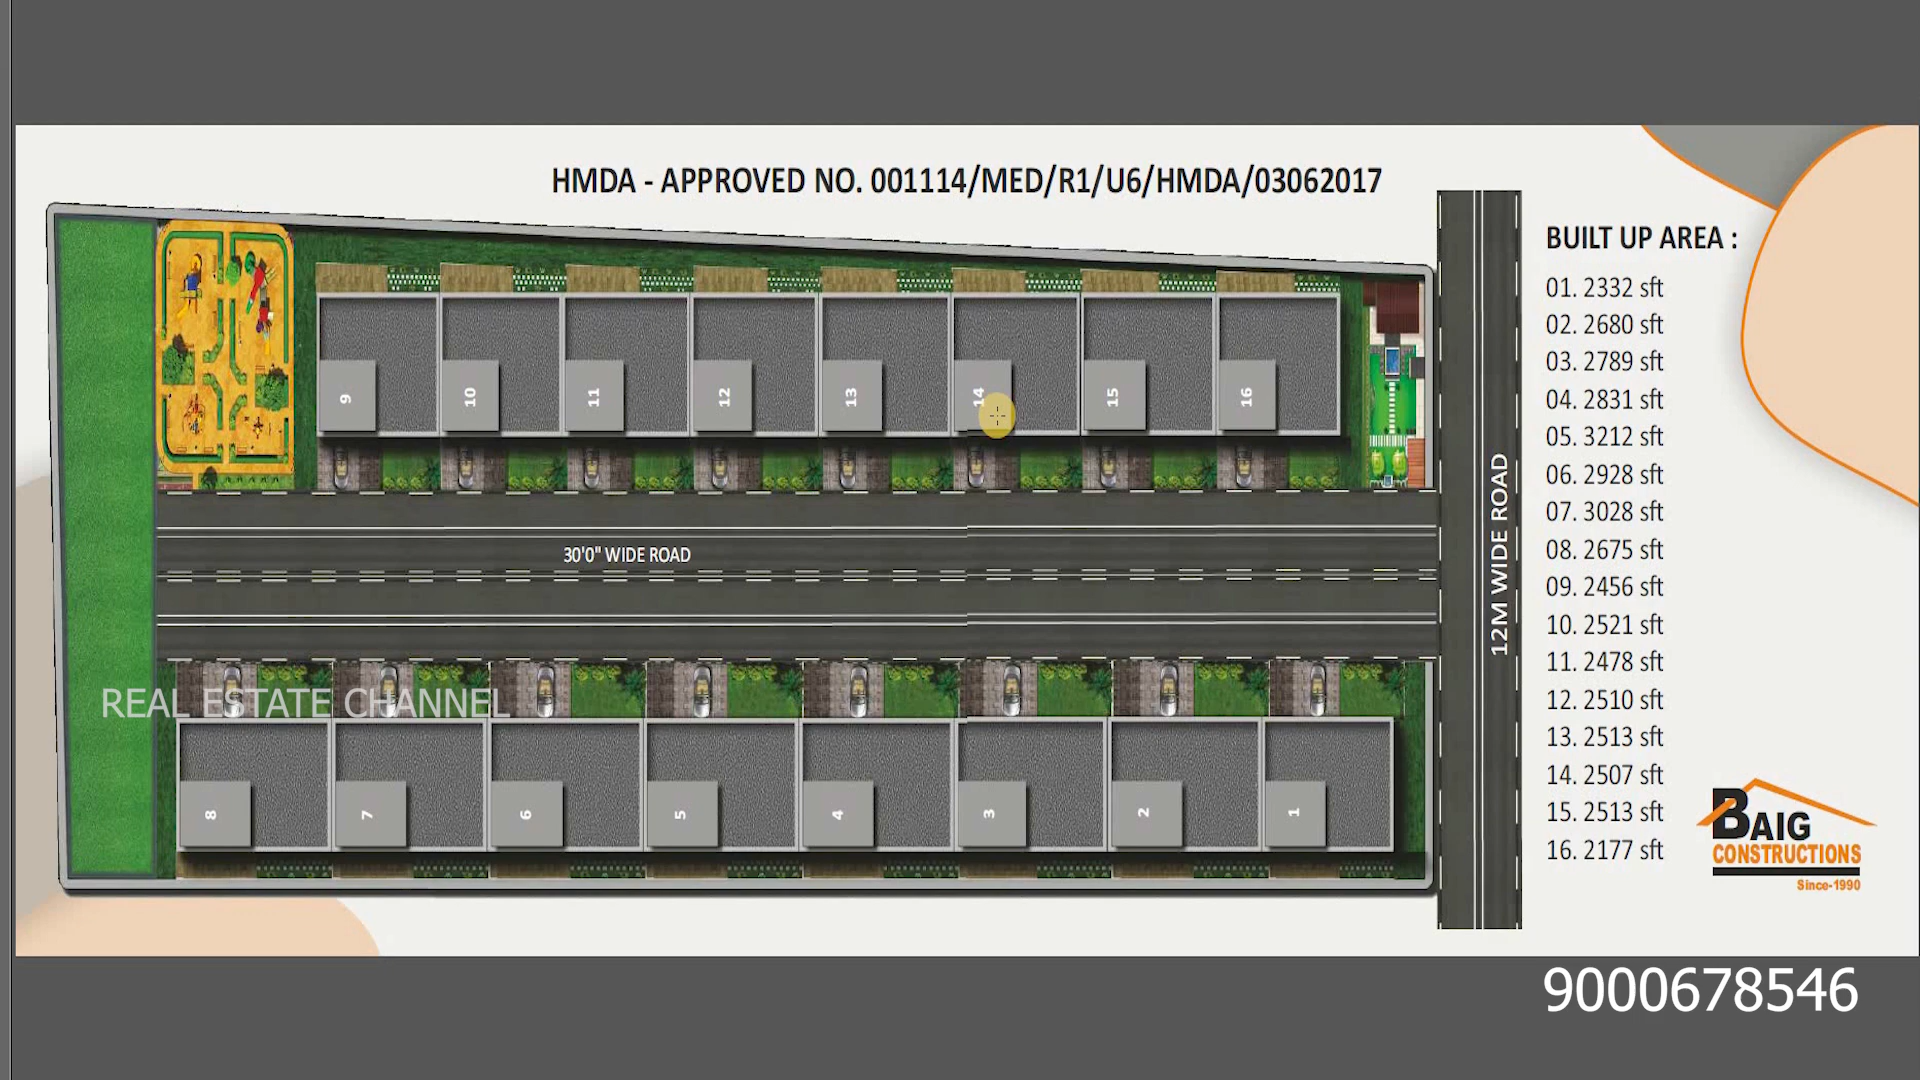 HMDA - APPROVED NO. 001114/MED/R1/U6/HMDA/03062017
BUILT UP AREA :
01. 2332 sft
02. 2680 sft
03. 2789 sft
04. 2831 sft
05. 3212 sft
06. 2928 sft
07. 3028 sft
08. 2675 sft
09. 2456 sft
10. 2521 sft
11. 2478 sft
12. 2510 sft
13. 2513 sft
14. 2507 sft
15. 2513 sft
16. 2177 sft
9
10
11
12
13
14
15
16
30'0" WIDE ROAD
12M WIDE ROAD
REAL ESTATE CHANNEL
8
7
6
5
4
3
2
1
BAIG
CONSTRUCTIONS
Since-1990
9000678546